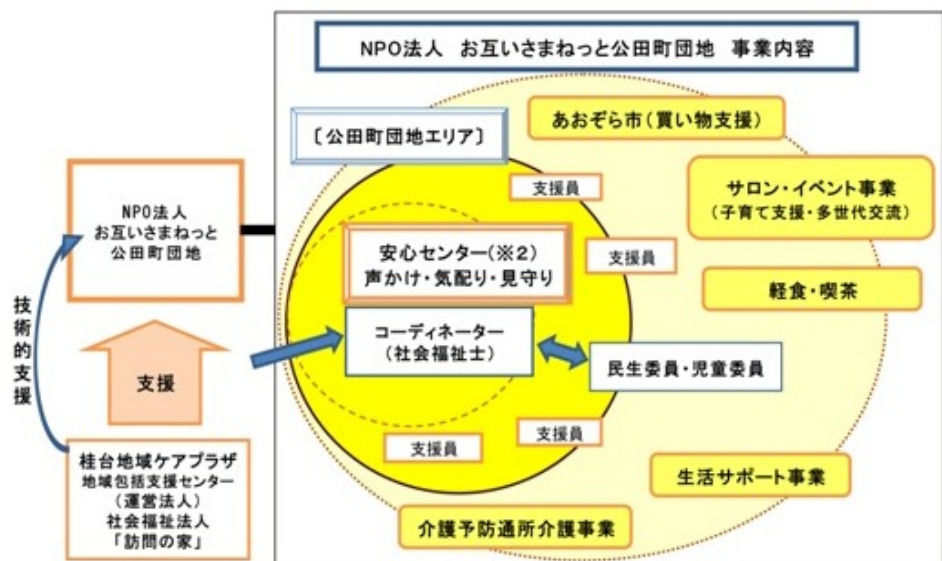 NPO法人 お互いさまねっと公田町団地 事業内容
あおぞら市(買い物支援)
〔公田町団地エリア〕
サロン・イベント事業
(子育て支援・多世代交流)
支援員
NPO法人
お互いさまねっと
公田町団地
安心センター(※2)
声かけ・気配り・見守り
支援員
軽食・喫茶
コーディネーター
(社会福祉士)
民生委員・児童委員
技術的支援
支援
支援員
支援員
桂台地域ケアプラザ
地域包括支援センター
(運営法人)
社会福祉法人
「訪問の家」
生活サポート事業
介護予防通所介護事業